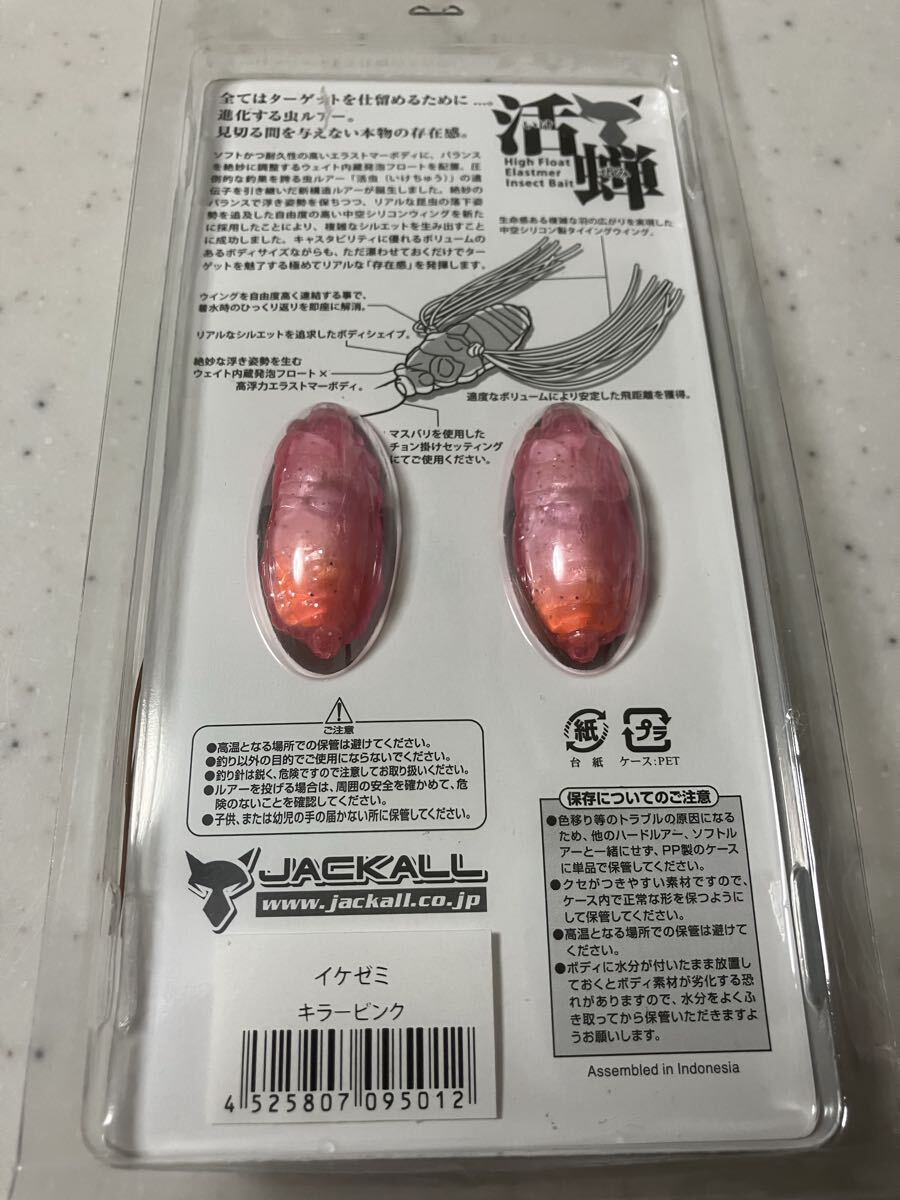 全てはターゲットを仕留めるために…。
進化する虫ルアー。
見切る間を与えない本物の存在感。
ソフトかつ耐久性の高いエラストマーボディに、バランス
を絶妙に調整するウェイト内蔵発泡フロートを配置。圧
倒的な釣果を誇る虫ルアー「活虫（いけちゅう）」の遺
伝子を引き継いだ新構造ルアーが誕生しました。絶妙の
バランスで浮き姿勢を保ちつつ、リアルな昆虫の落下姿
勢を追及した自由度の高い中空シリコンウィングを新た
に採用したことにより、複雑なシルエットを生み出すこと
に成功しました。キャスタビリティに優れるボリュームの
あるボディサイズながらも、ただ漂わせておくだけでター
ゲットを魅了する極めてリアルな「存在感」を発揮します。
活蝉
いけ
ぜみ
High Float
Elastmer
Insect Bait
生命感ある複雑な羽の広がりを実現した
中空シリコン製タイイングウイング。
ウイングを自由度高く連結する事で、
着水時のひっくり返りを即座に解消。
リアルなシルエットを追求したボディシェイプ。
絶妙な浮き姿勢を生む
ウェイト内蔵発泡フロート×
高浮力エラストマーボディ。
適度なボリュームにより安定した飛距離を獲得。
マスバリを使用した
チョン掛けセッティング
にてご使用ください。
ご注意
●高温となる場所での保管は避けてください。
●釣り以外の目的でご使用にならないでください。
●釣り針は鋭く、危険ですので注意してお取り扱いください。
●ルアーを投げる場合は、周囲の安全を確かめて、危
険のないことを確認してください。
●子供、または幼児の手の届かない所に保管してください。
紙
台紙
プラ
ケース:PET
保存についてのご注意
●色移り等のトラブルの原因になる
ため、他のハードルアー、ソフトル
アーと一緒にせず、PP製のケース
に単品で保管してください。
●クセがつきやすい素材ですので、
ケース内で正常な形を保つように
して保管してください。
●高温となる場所での保管は避けて
ください。
●ボディに水分が付いたまま放置し
ておくとボディ素材が劣化する恐
れがありますので、水分をよくふ
き取ってから保管いただきますよ
うお願いします。
JACKALL
www.jackall.co.jp
イケゼミ
キラーピンク
4 525807 095012
Assembled in Indonesia